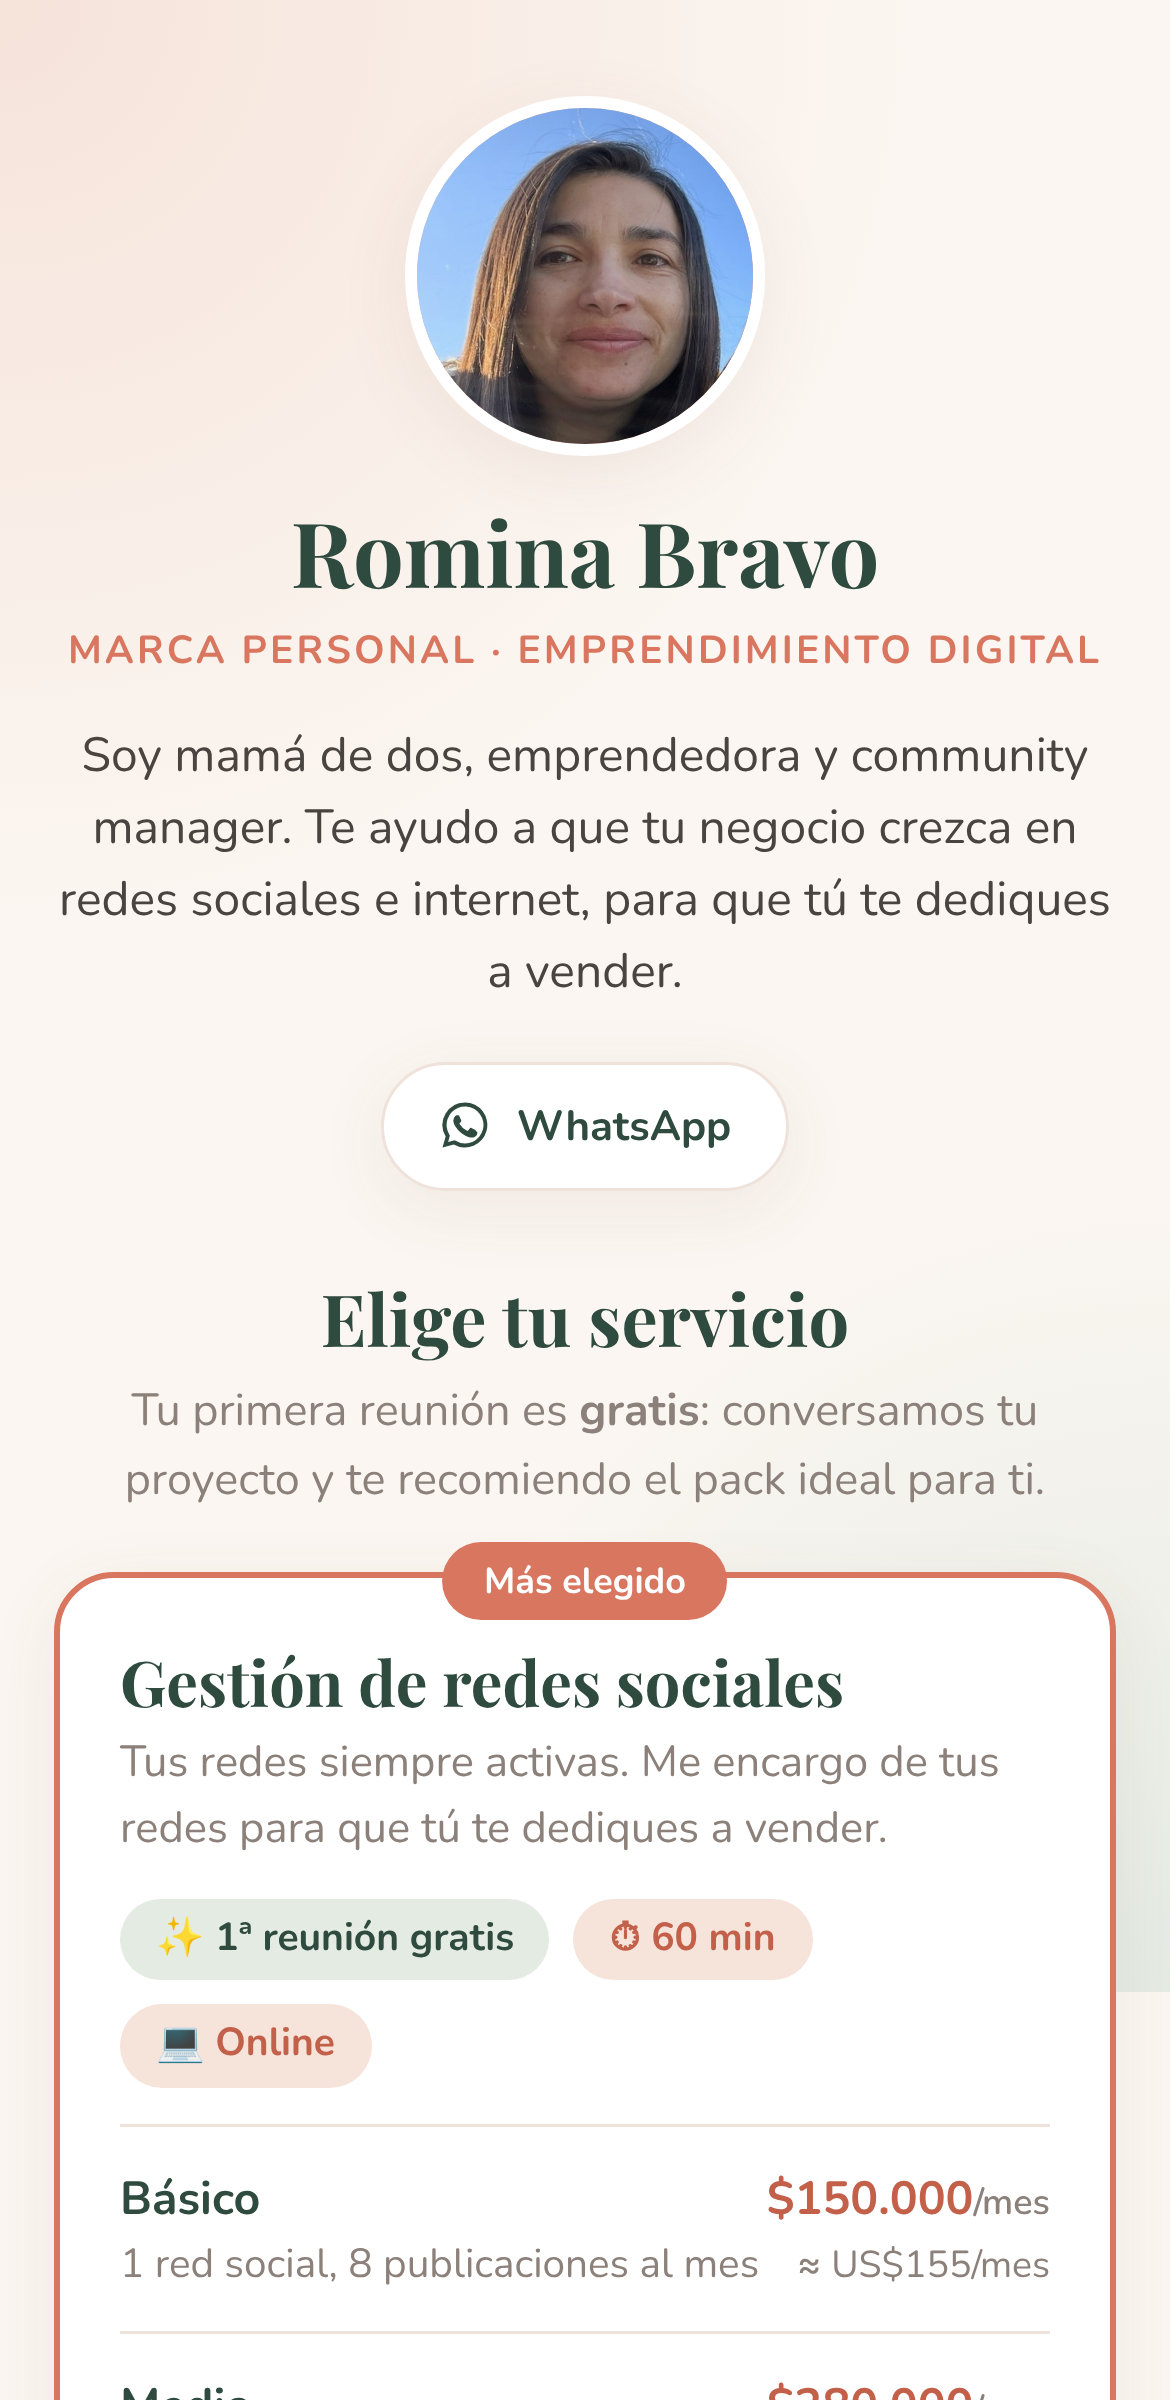 Romina Bravo
MARCA PERSONAL · EMPRENDIMIENTO DIGITAL
Soy mamá de dos, emprendedora y community
manager. Te ayudo a que tu negocio crezca en
redes sociales e internet, para que tú te dediques
a vender.
WhatsApp
Elige tu servicio
Tu primera reunión es gratis: conversamos tu
proyecto y te recomiendo el pack ideal para ti.
Más elegido
Gestión de redes sociales
Tus redes siempre activas. Me encargo de tus
redes para que tú te dediques a vender.
✨ 1ª reunión gratis
⏱ 60 min
💻 Online
Básico
$150.000/mes
1 red social, 8 publicaciones al mes
≈ US$155/mes